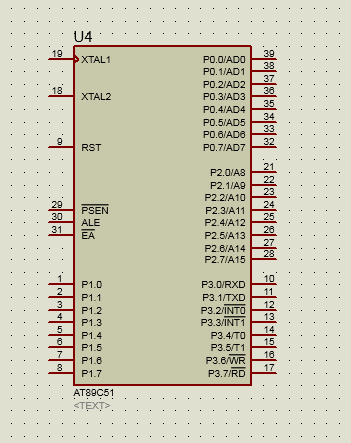 U4
19 XTAL1 P0.0/AD0 39
P0.1/AD1 38
P0.2/AD2 37
18 XTAL2 P0.3/AD3 36
P0.4/AD4 35
P0.5/AD5 34
P0.6/AD6 33
9 RST P0.7/AD7 32
P2.0/A8 21
P2.1/A9 22
P2.2/A10 23
29 PSEN P2.3/A11 24
30 ALE P2.4/A12 25
31 EA P2.5/A13 26
P2.6/A14 27
P2.7/A15 28
1 P1.0 P3.0/RXD 10
2 P1.1 P3.1/TXD 11
3 P1.2 P3.2/INT0 12
4 P1.3 P3.3/INT1 13
5 P1.4 P3.4/T0 14
6 P1.5 P3.5/T1 15
7 P1.6 P3.6/WR 16
8 P1.7 P3.7/RD 17
AT89C51
<TEXT>